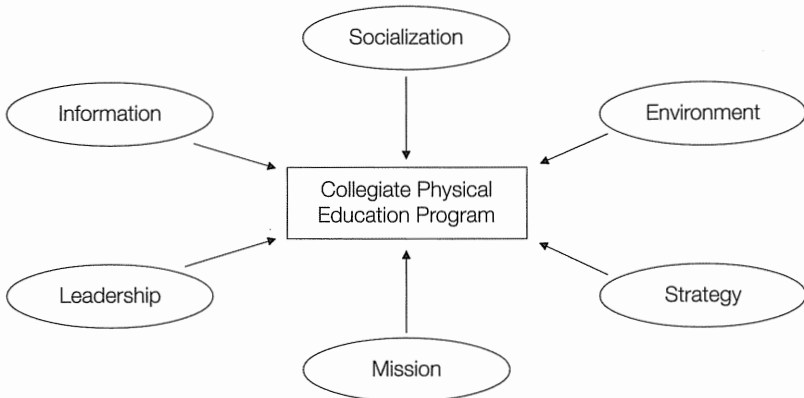 Socialization
Information
Environment
Collegiate Physical
Education Program
Leadership
Strategy
Mission